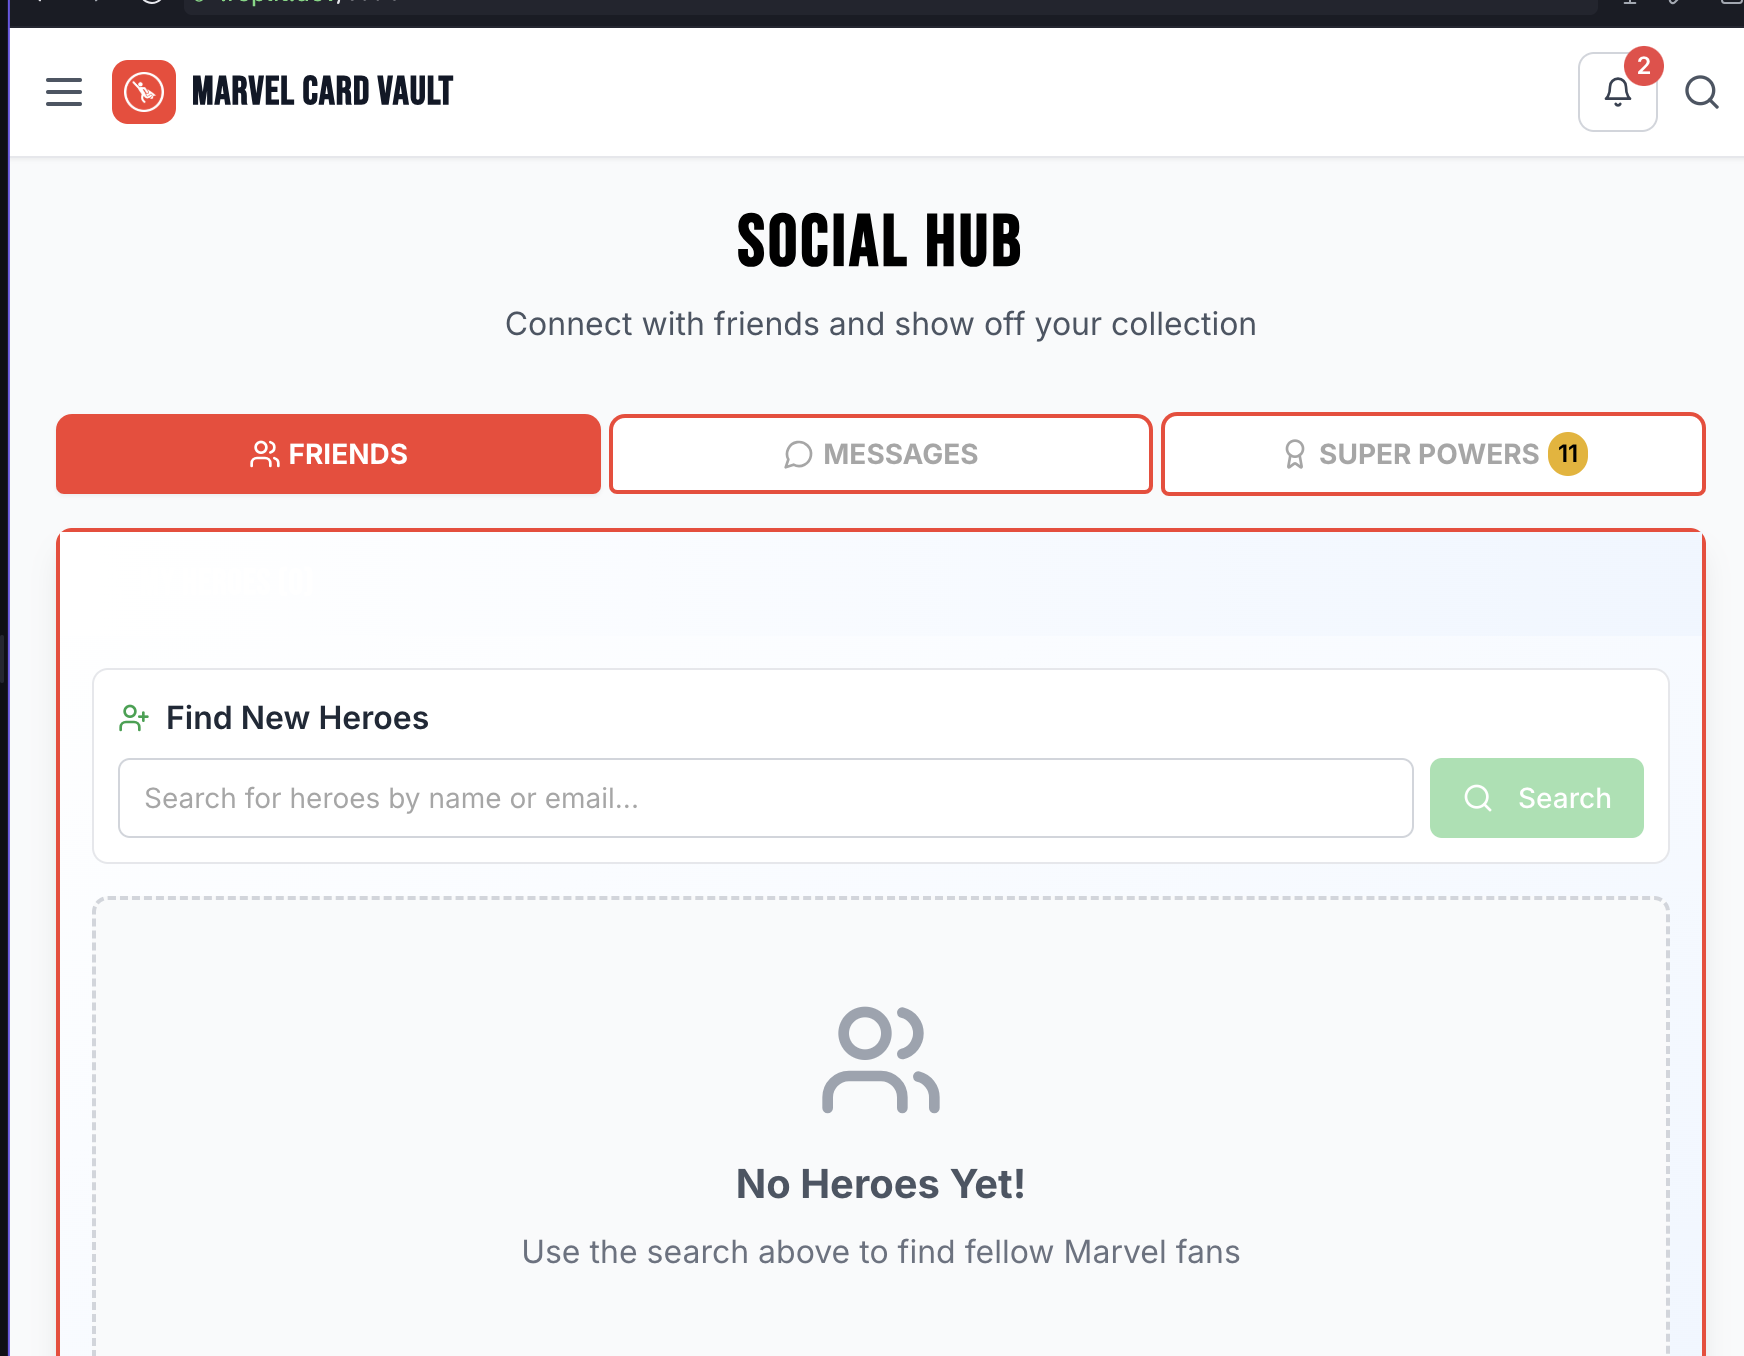 MARVEL CARD VAULT
2
SOCIAL HUB
Connect with friends and show off your collection
FRIENDS
MESSAGES
SUPER POWERS 11
Find New Heroes
Search for heroes by name or email...
Search
No Heroes Yet!
Use the search above to find fellow Marvel fans